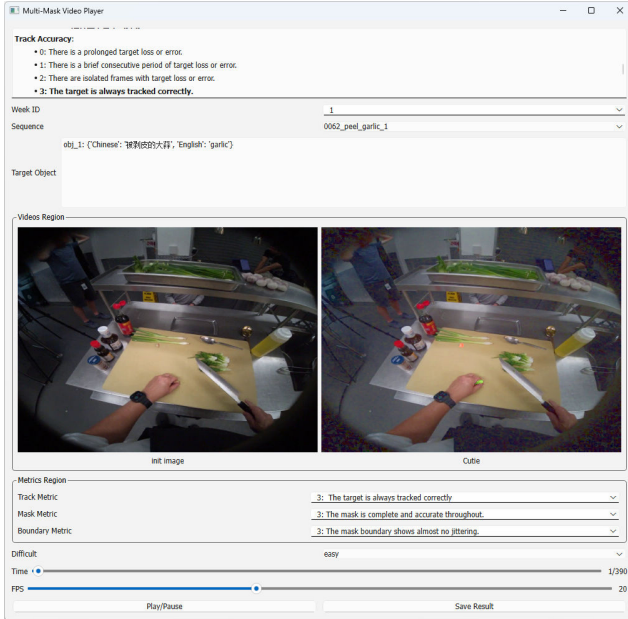 Multi-Mask Video Player
Track Accuracy:
• 0: There is a prolonged target loss or error.
• 1: There is a brief consecutive period of target loss or error.
• 2: There are isolated frames with target loss or error.
• 3: The target is always tracked correctly.
Week ID 1
Sequence 0062_peel_garlic_1
Target Object obj_1: {'Chinese': '被剥皮的大蒜', 'English': 'garlic'}
Videos Region
init image Cutie
Metrics Region
Track Metric 3: The target is always tracked correctly
Mask Metric 3: The mask is complete and accurate throughout.
Boundary Metric 3: The mask boundary shows almost no jittering.
Difficult easy
Time 1/390
FPS 20
Play/Pause Save Result